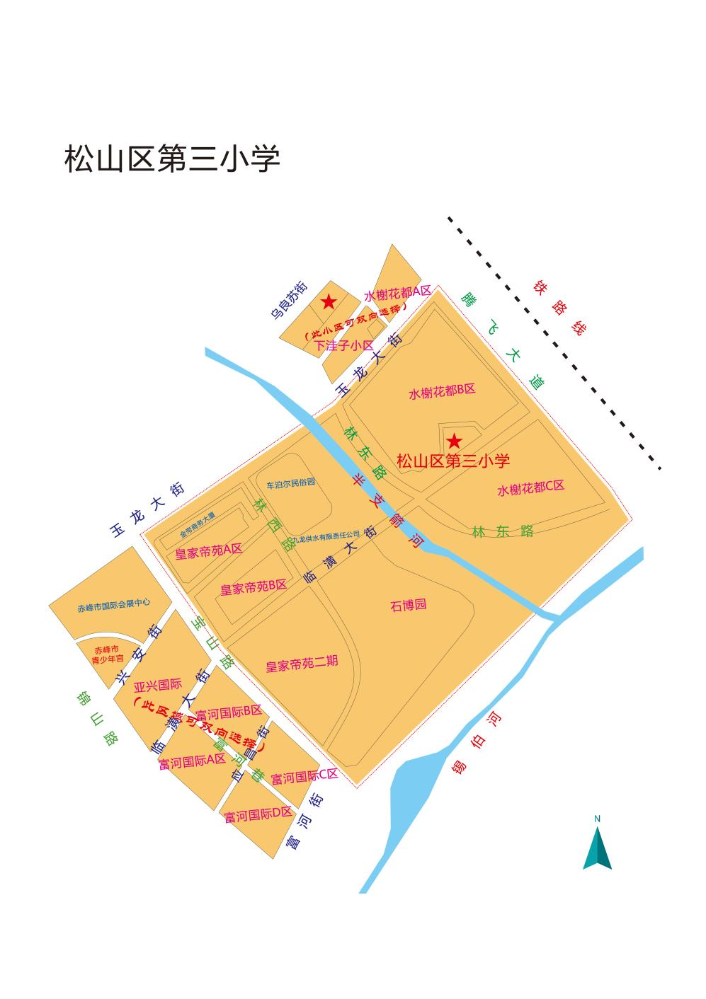 松山区第三小学
铁路线
腾飞大道
乌良苏街
水榭花都A区
(此小区可双向选择)
下洼子小区
玉龙大街
水榭花都B区
林东路
松山区第三小学
水榭花都C区
林东路
半支箭河
车泊尔民俗园
玉龙大街
林西路
金帝商务大厦
九龙供水有限责任公司
皇家帝苑A区
临潢大街
皇家帝苑B区
石博园
赤峰市国际会展中心
宝山路
兴安街
赤峰市
青少年宫
皇家帝苑二期
亚兴国际
锦山路
临潢大街
(此区域可双向选择)
富河国际B区
富河国际A区
富河巷
应昌街
富河国际C区
富河国际D区
富河街
锡伯河
N